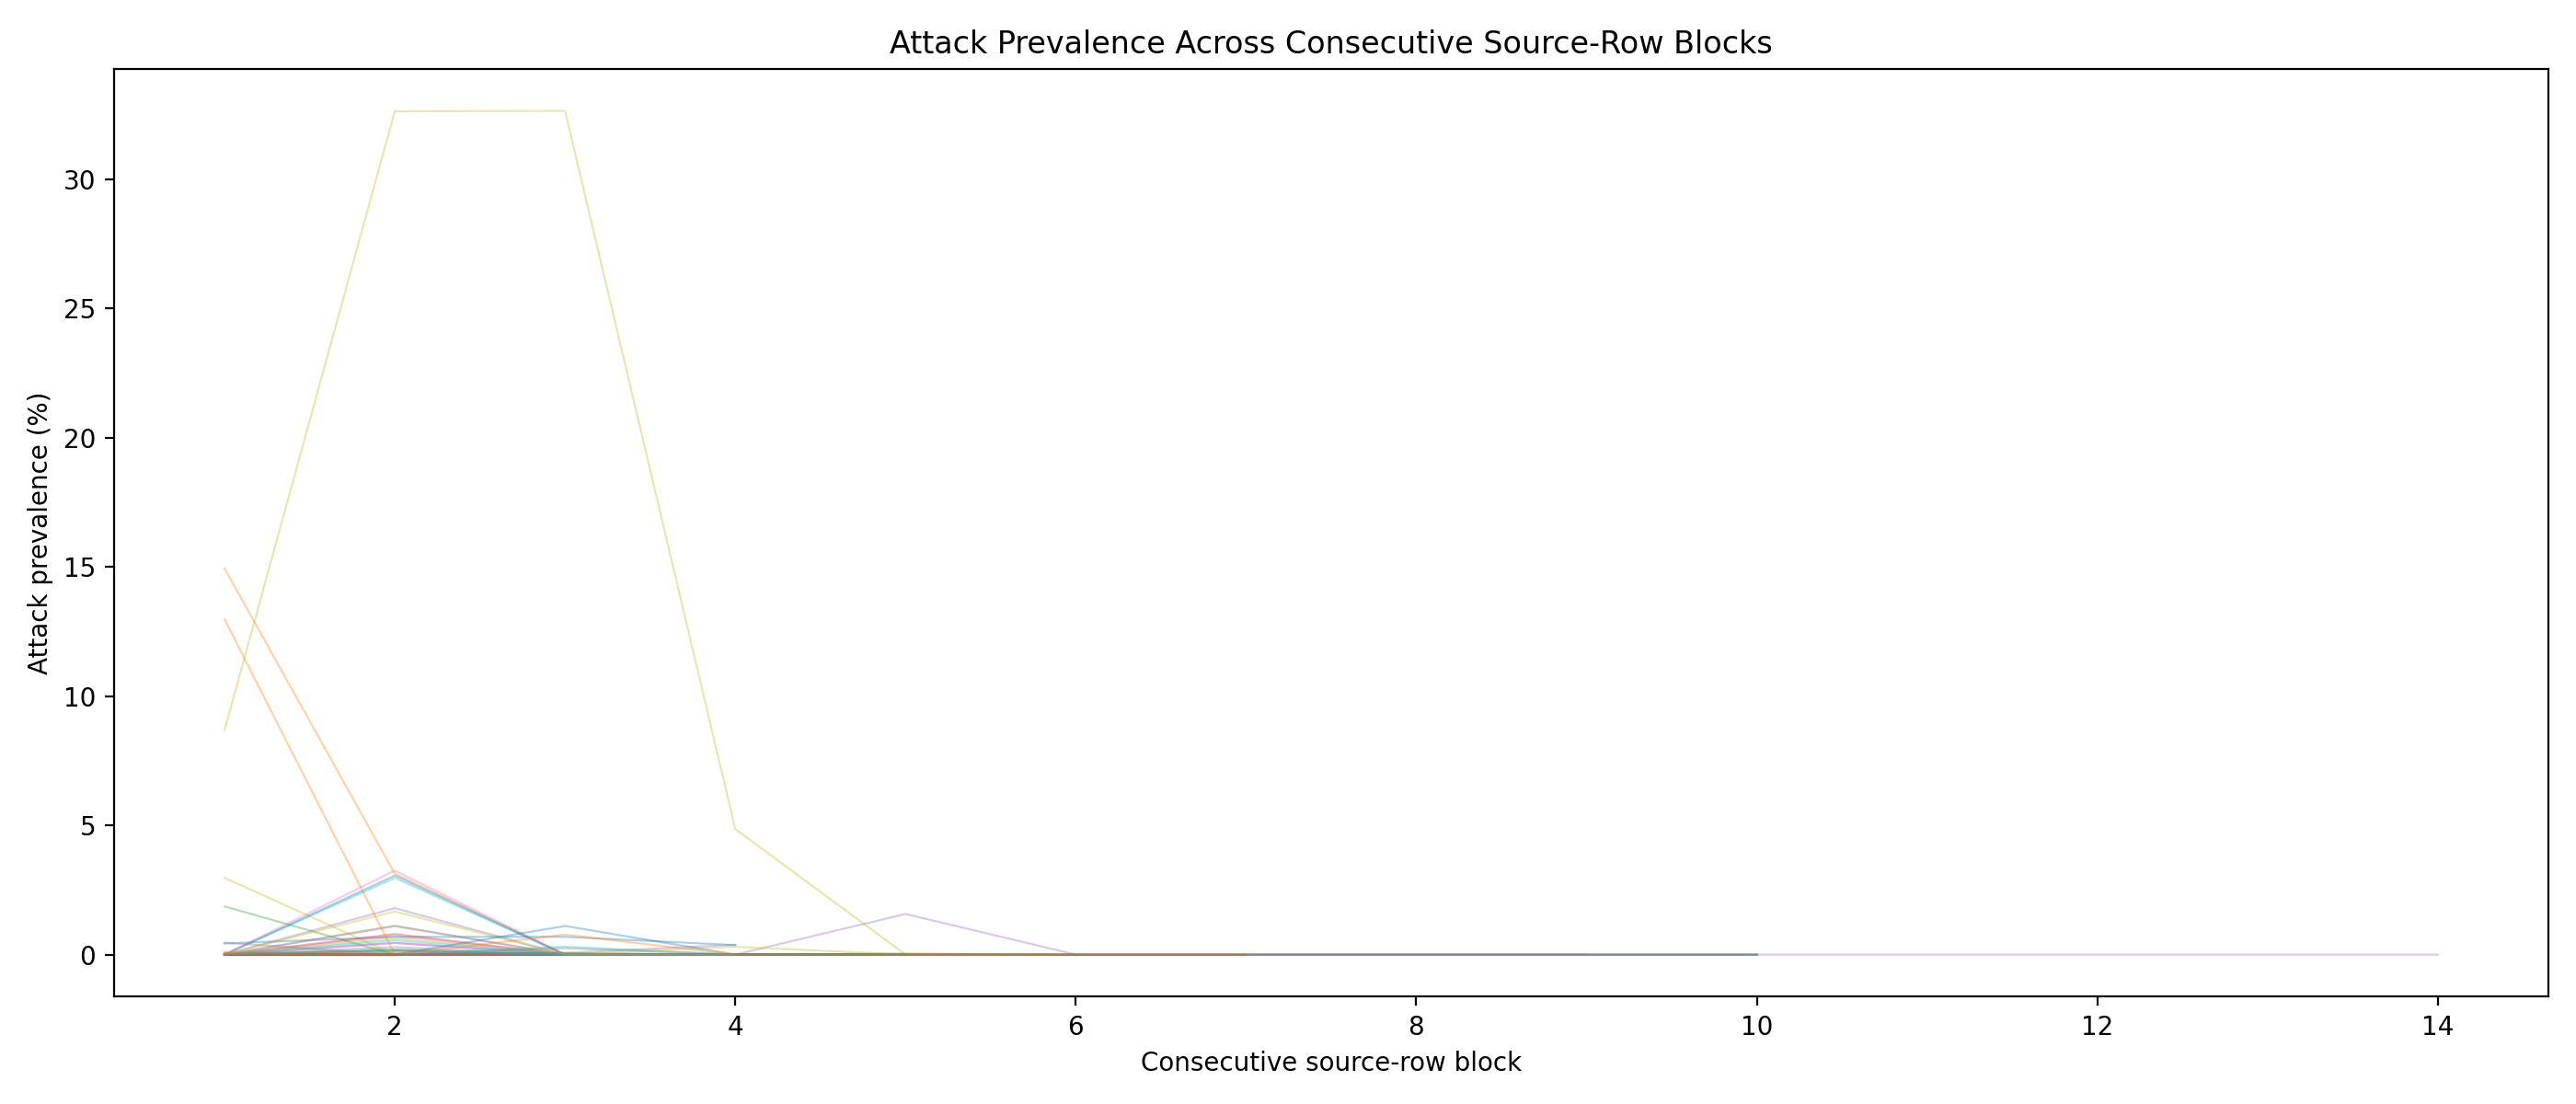 Attack Prevalence Across Consecutive Source-Row Blocks
Attack prevalence (%)
30
25
20
15
10
5
0
2 4 6 8 10 12 14
Consecutive source-row block